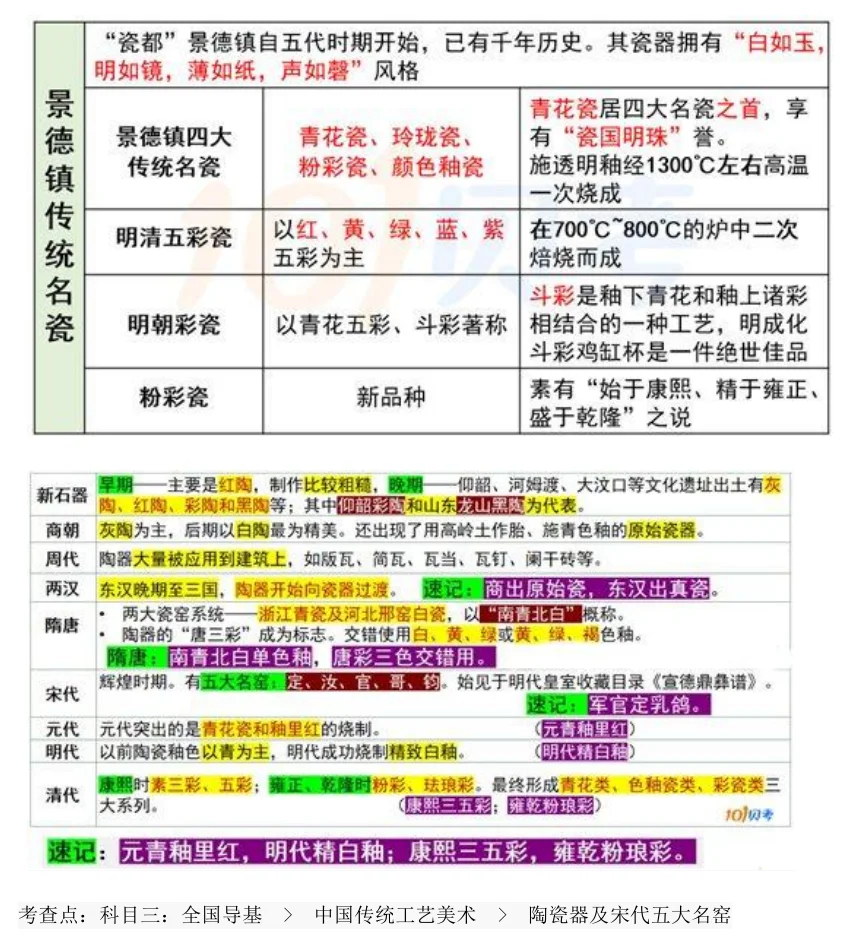 景德镇传统名瓷
“瓷都”景德镇自五代时期开始，已有千年历史。其瓷器拥有“白如玉，
明如镜，薄如纸，声如磬”风格
景德镇四大
传统名瓷
青花瓷、玲珑瓷、
粉彩瓷、颜色釉瓷
青花瓷居四大名瓷之首，享
有“瓷国明珠”誉。
施透明釉经1300℃左右高温
一次烧成
明清五彩瓷
以红、黄、绿、蓝、紫
五彩为主
在700℃~800℃的炉中二次
焙烧而成
明朝彩瓷
以青花五彩、斗彩著称
斗彩是釉下青花和釉上诸彩
相结合的一种工艺，明成化
斗彩鸡缸杯是一件绝世佳品
粉彩瓷
新品种
素有“始于康熙、精于雍正、
盛于乾隆”之说
101贝考
新石器
早期——主要是红陶，制作比较粗糙，晚期——仰韶、河姆渡、大汶口等文化遗址出土有灰
陶、红陶、彩陶和黑陶等；其中仰韶彩陶和山东龙山黑陶为代表。
商朝
灰陶为主，后期以白陶最为精美。还出现了用高岭土作胎、施青色釉的原始瓷器。
周代
陶器大量被应用到建筑上，如版瓦、简瓦、瓦当、瓦钉、阑干砖等。
两汉
东汉晚期至三国，陶器开始向瓷器过渡。 速记：商出原始瓷，东汉出真瓷。
隋唐
• 两大瓷窑系统——浙江青瓷及河北邢窑白瓷，以“南青北白”概称。
• 陶器的“唐三彩”成为标志。交错使用白、黄、绿或黄、绿、褐色釉。
隋唐：南青北白单色釉，唐彩三色交错用。
宋代
辉煌时期。有五大名窑：定、汝、官、哥、钧。始见于明代皇室收藏目录《宣德鼎彝谱》。
速记：军官定乳鸽。
元代
元代突出的是青花瓷和釉里红的烧制。 （元青釉里红）
明代
以前陶瓷釉色以青为主，明代成功烧制精致白釉。 （明代精白釉）
清代
康熙时素三彩、五彩；雍正、乾隆时粉彩、珐琅彩。最终形成青花类、色釉瓷类、彩瓷类三
大系列。 （康熙三五彩；雍乾粉琅彩）
101贝考
速记：元青釉里红，明代精白釉；康熙三五彩，雍乾粉琅彩。
考查点：科目三：全国导基 > 中国传统工艺美术 > 陶瓷器及宋代五大名窑